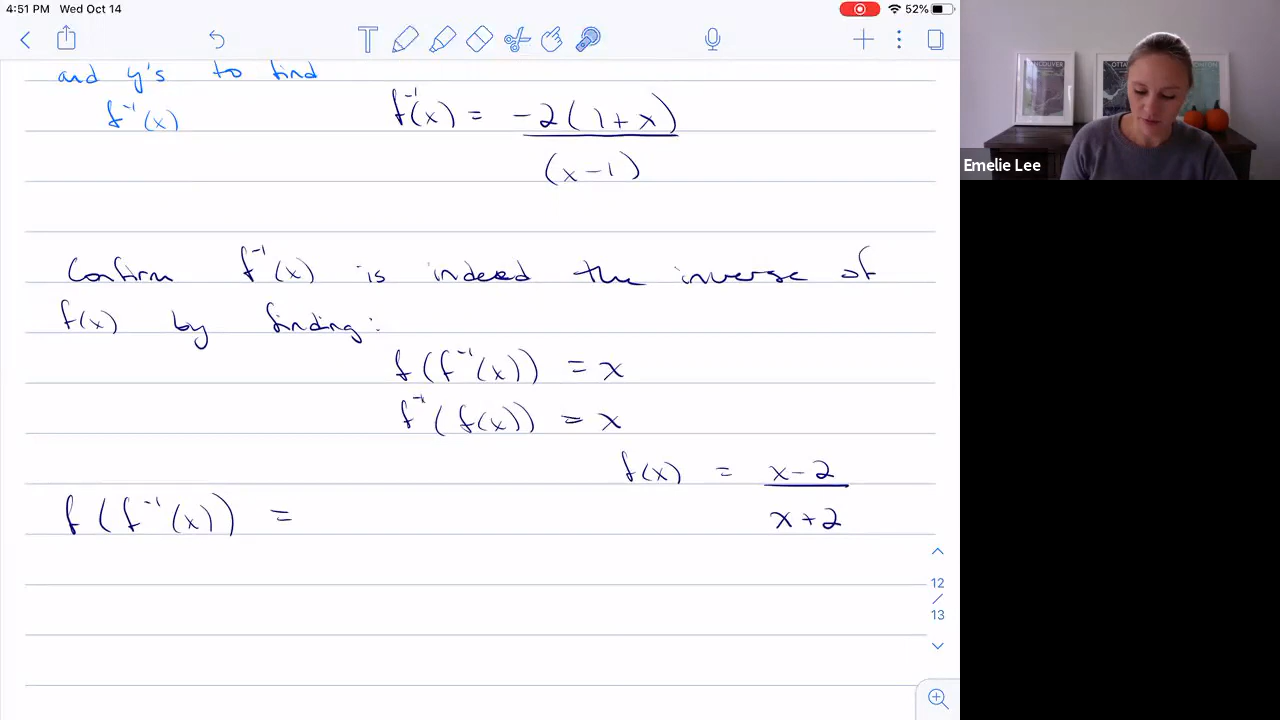 4:51 PM Wed Oct 14
52%
and y's to find
f⁻¹(x)
f⁻¹(x) = -2(1+x)
(x-1)
Confirm f⁻¹(x) is indeed the inverse of
f(x) by finding:
f(f⁻¹(x)) = x
f⁻¹(f(x)) = x
f(x) = x-2
x+2
f(f⁻¹(x)) =
12
/
13
VANCOUVER
Emelie Lee